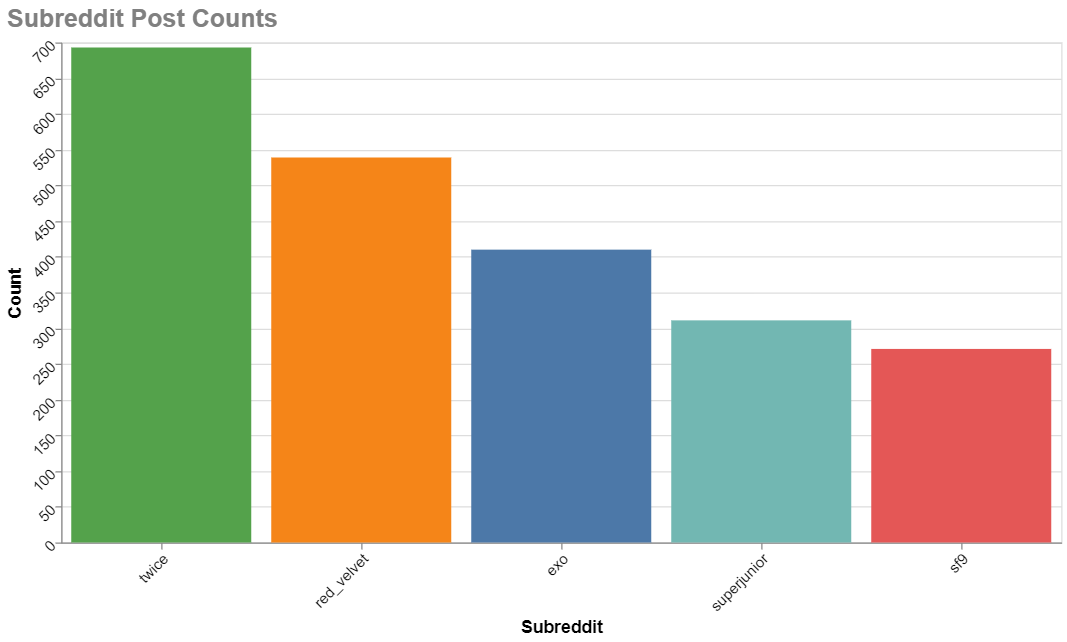 Subreddit Post Counts
Count
700
650
600
550
500
450
400
350
300
250
200
150
100
50
0
twice
red_velvet
exo
superjunior
sf9
Subreddit